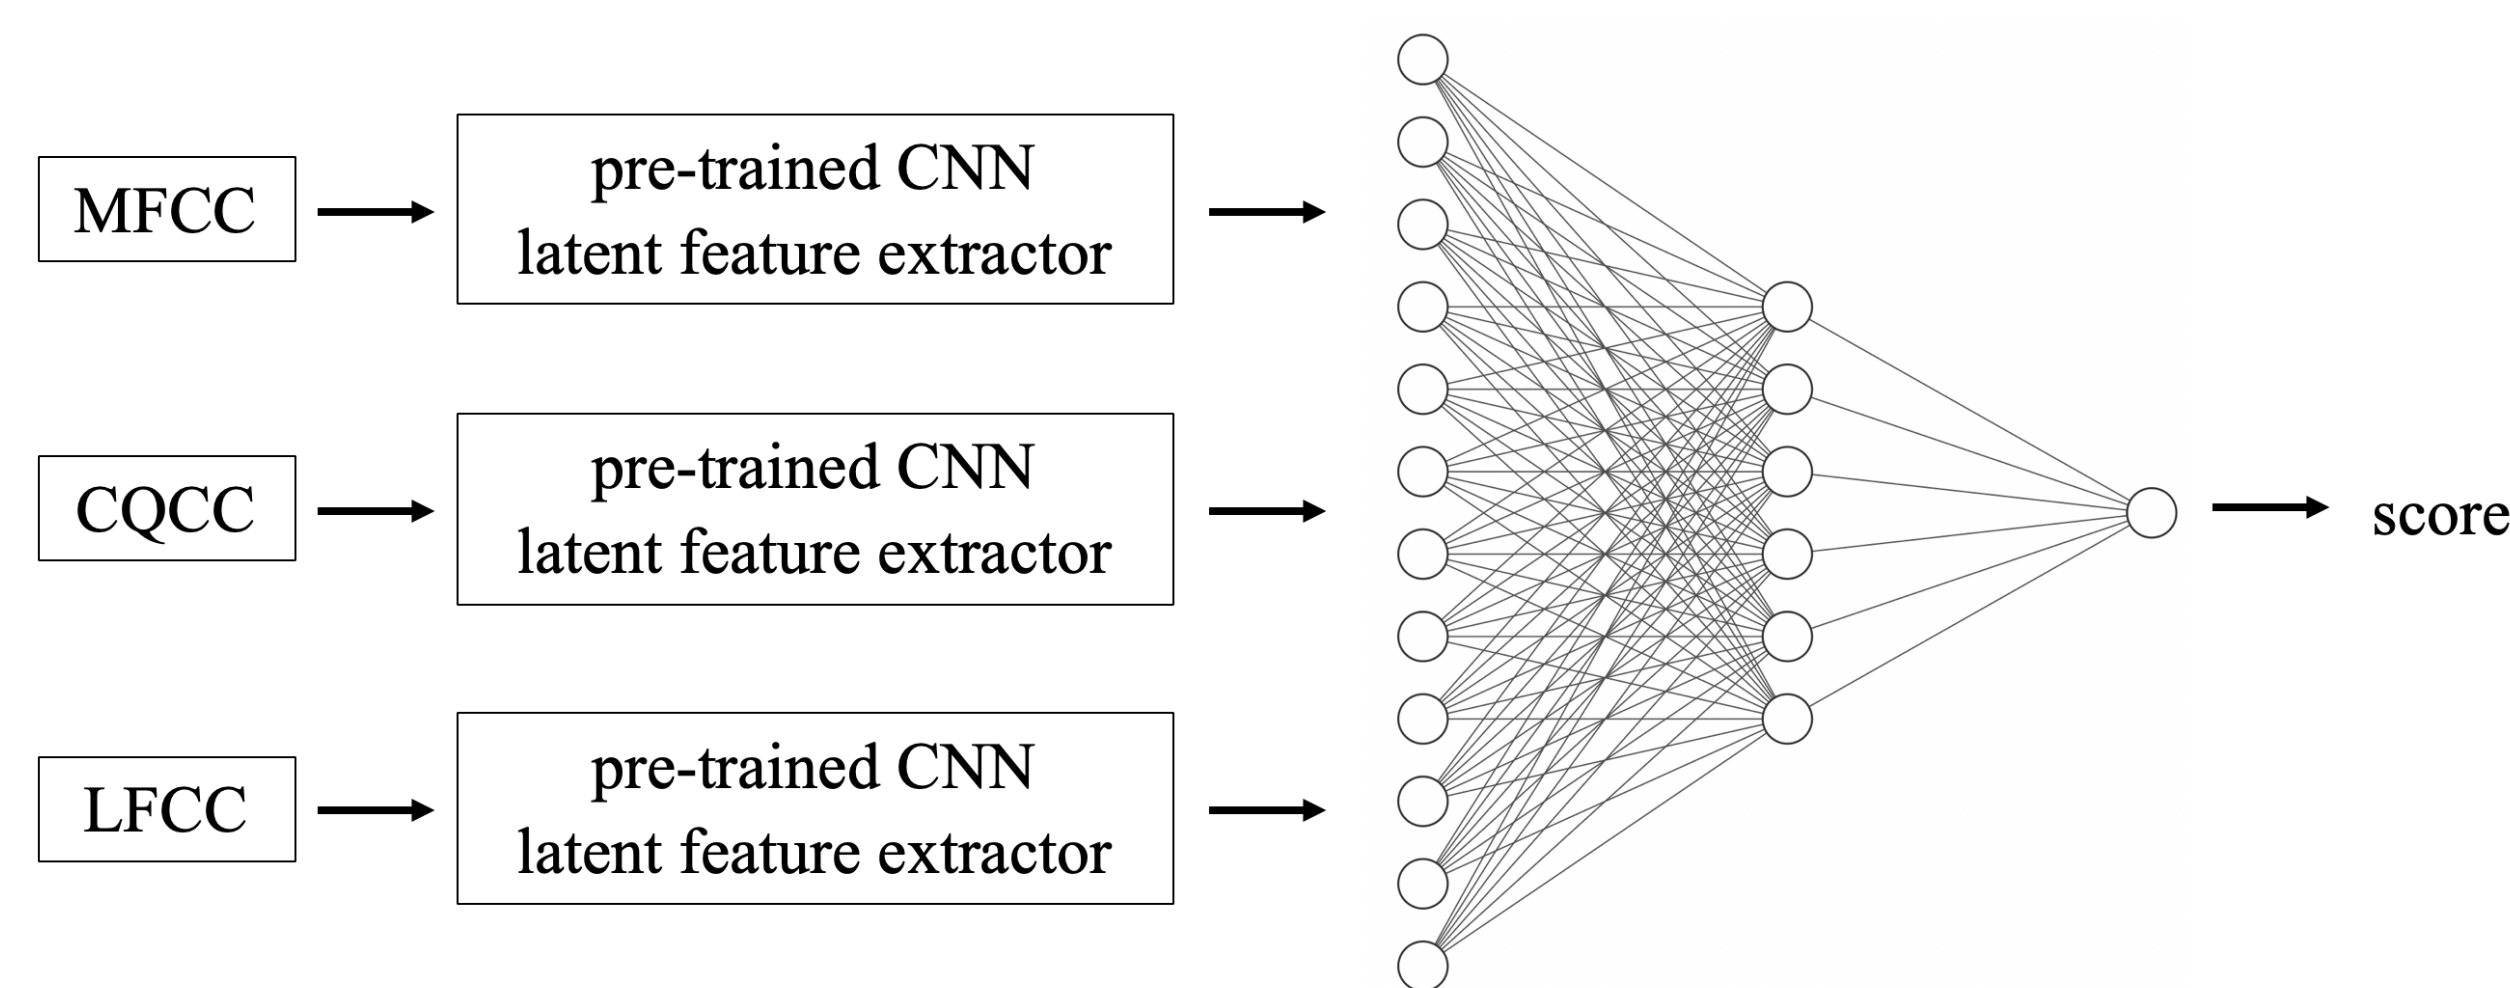 MFCC
pre-trained CNN
latent feature extractor
CQCC
pre-trained CNN
latent feature extractor
score
LFCC
pre-trained CNN
latent feature extractor